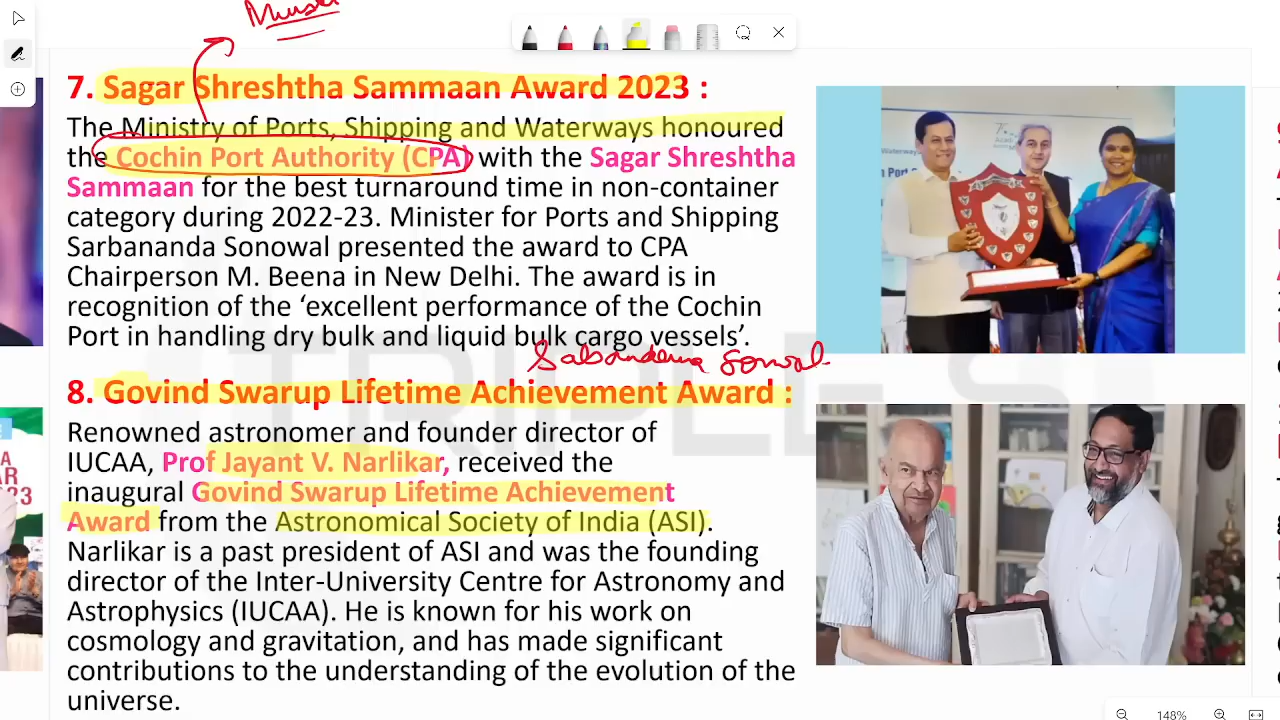 7. Sagar Shreshtha Sammaan Award 2023 :
The Ministry of Ports, Shipping and Waterways honoured
the Cochin Port Authority (CPA) with the Sagar Shreshtha
Sammaan for the best turnaround time in non-container
category during 2022-23. Minister for Ports and Shipping
Sarbananda Sonowal presented the award to CPA
Chairperson M. Beena in New Delhi. The award is in
recognition of the ‘excellent performance of the Cochin
Port in handling dry bulk and liquid bulk cargo vessels’.
8. Govind Swarup Lifetime Achievement Award :
Renowned astronomer and founder director of
IUCAA, Prof Jayant V. Narlikar, received the
inaugural Govind Swarup Lifetime Achievement
Award from the Astronomical Society of India (ASI).
Narlikar is a past president of ASI and was the founding
director of the Inter-University Centre for Astronomy and
Astrophysics (IUCAA). He is known for his work on
cosmology and gravitation, and has made significant
contributions to the understanding of the evolution of the
universe.
TRIPLE S
148%